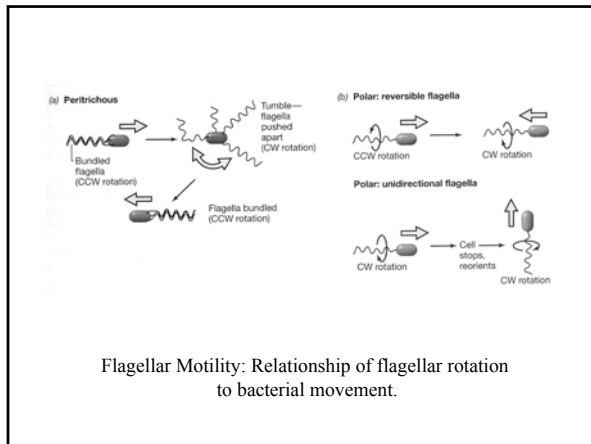 (a) Peritrichous
Bundled
flagella
(CCW rotation)
Tumble—
flagella
pushed
apart
(CW rotation)
Flagella bundled
(CCW rotation)
(b) Polar: reversible flagella
CCW rotation
CW rotation
Polar: unidirectional flagella
CW rotation
Cell
stops,
reorients
CW rotation
Flagellar Motility: Relationship of flagellar rotation
to bacterial movement.